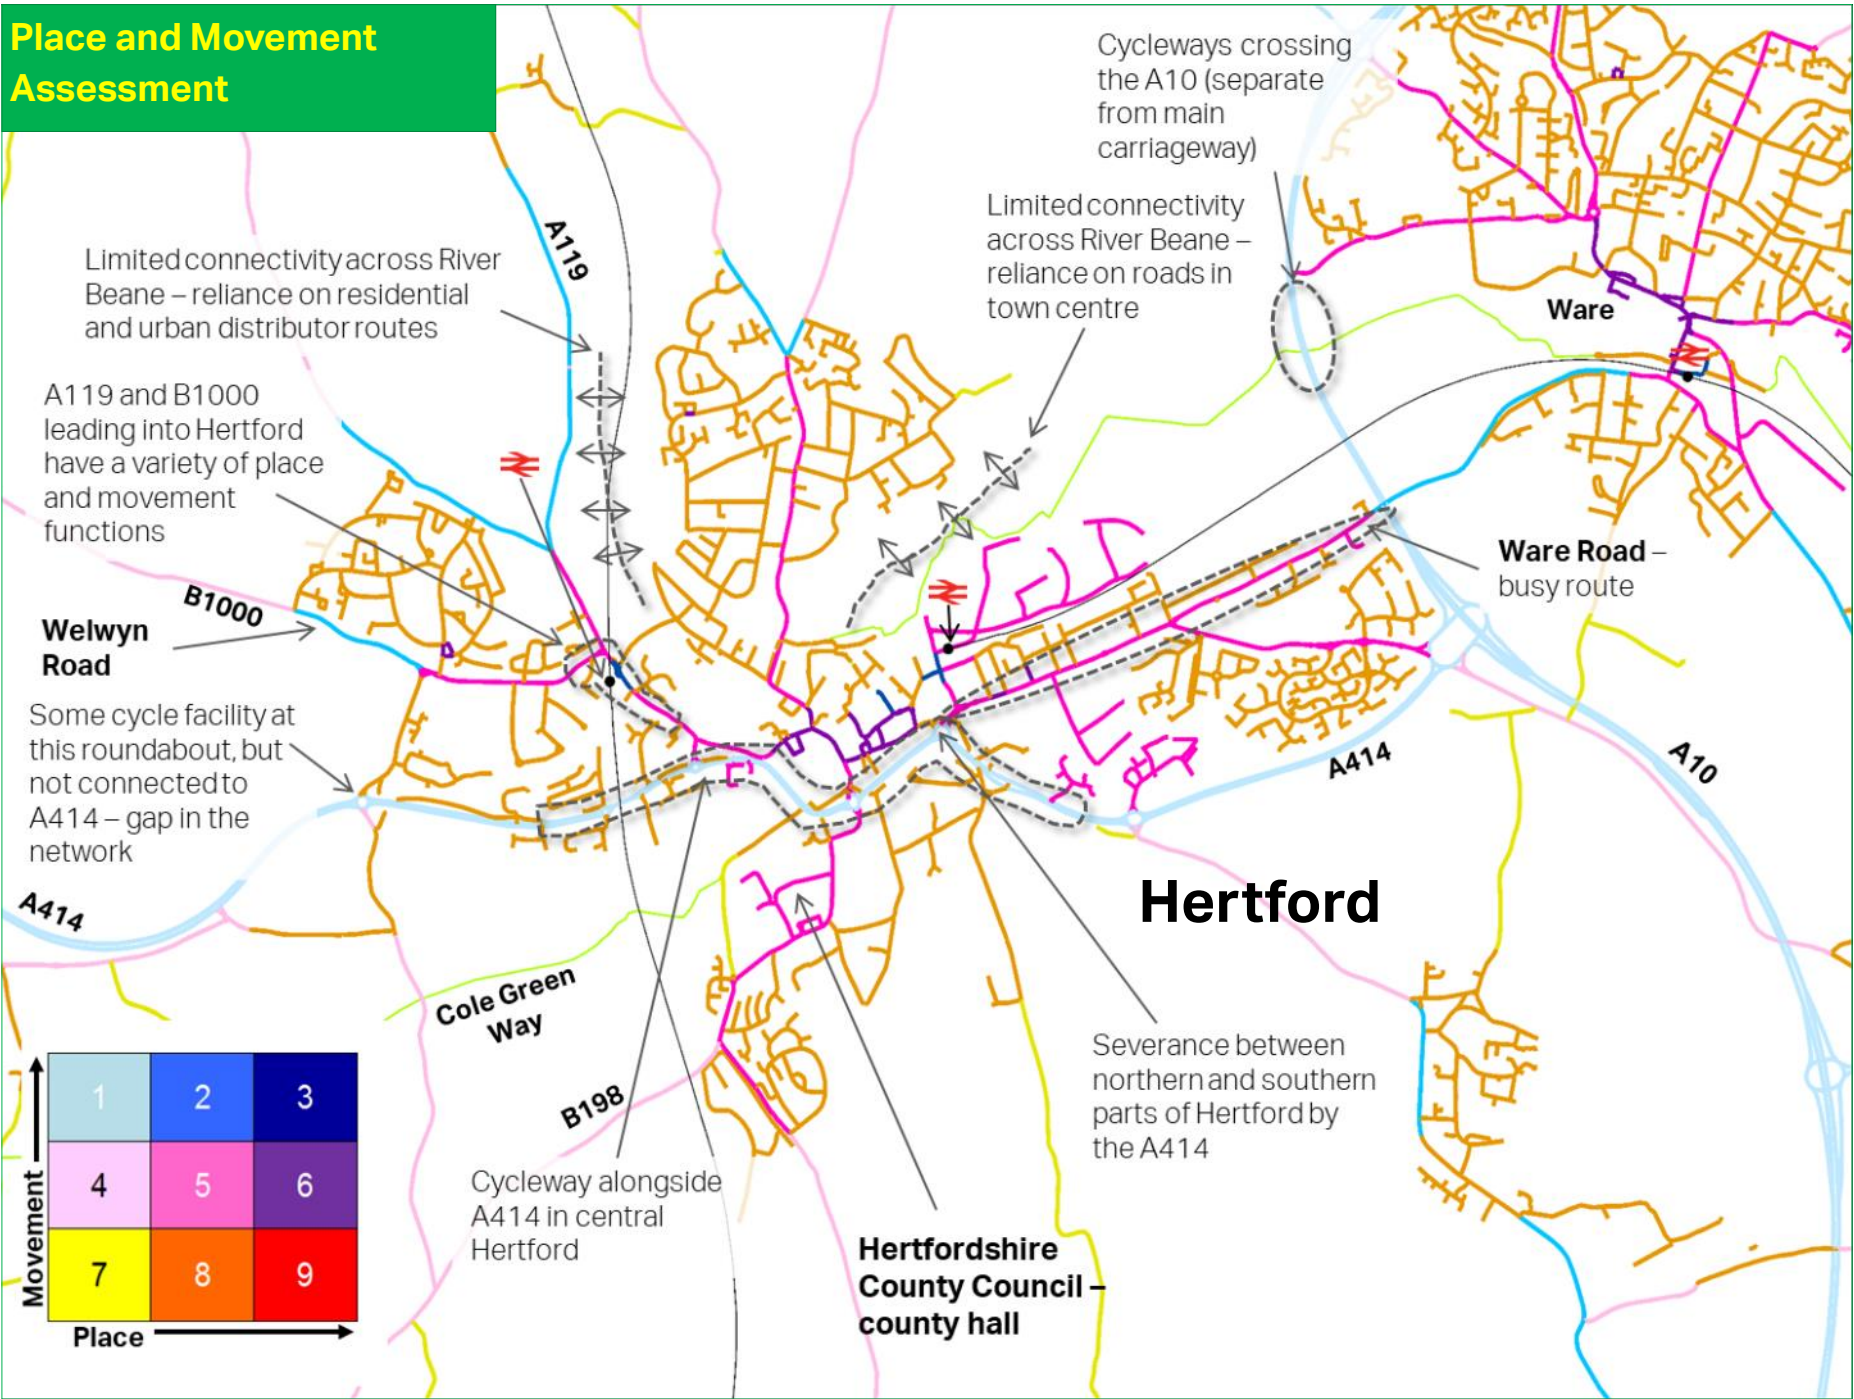 Place and Movement
Assessment
Cycleways crossing
the A10 (separate
from main
carriageway)
Limited connectivity
across River Beane –
reliance on roads in
town centre
A119
Limited connectivity across River
Beane – reliance on residential
and urban distributor routes
Ware
A119 and B1000
leading into Hertford
have a variety of place
and movement
functions
Ware Road –
busy route
B1000
Welwyn
Road
Some cycle facility at
this roundabout, but
not connected to
A414 – gap in the
network
A414
A10
Hertford
A414
Cole Green
Way
Severance between
northern and southern
parts of Hertford by
the A414
B198
Cycleway alongside
A414 in central
Hertford
Hertfordshire
County Council –
county hall
Movement
1 2 3
4 5 6
7 8 9
Place